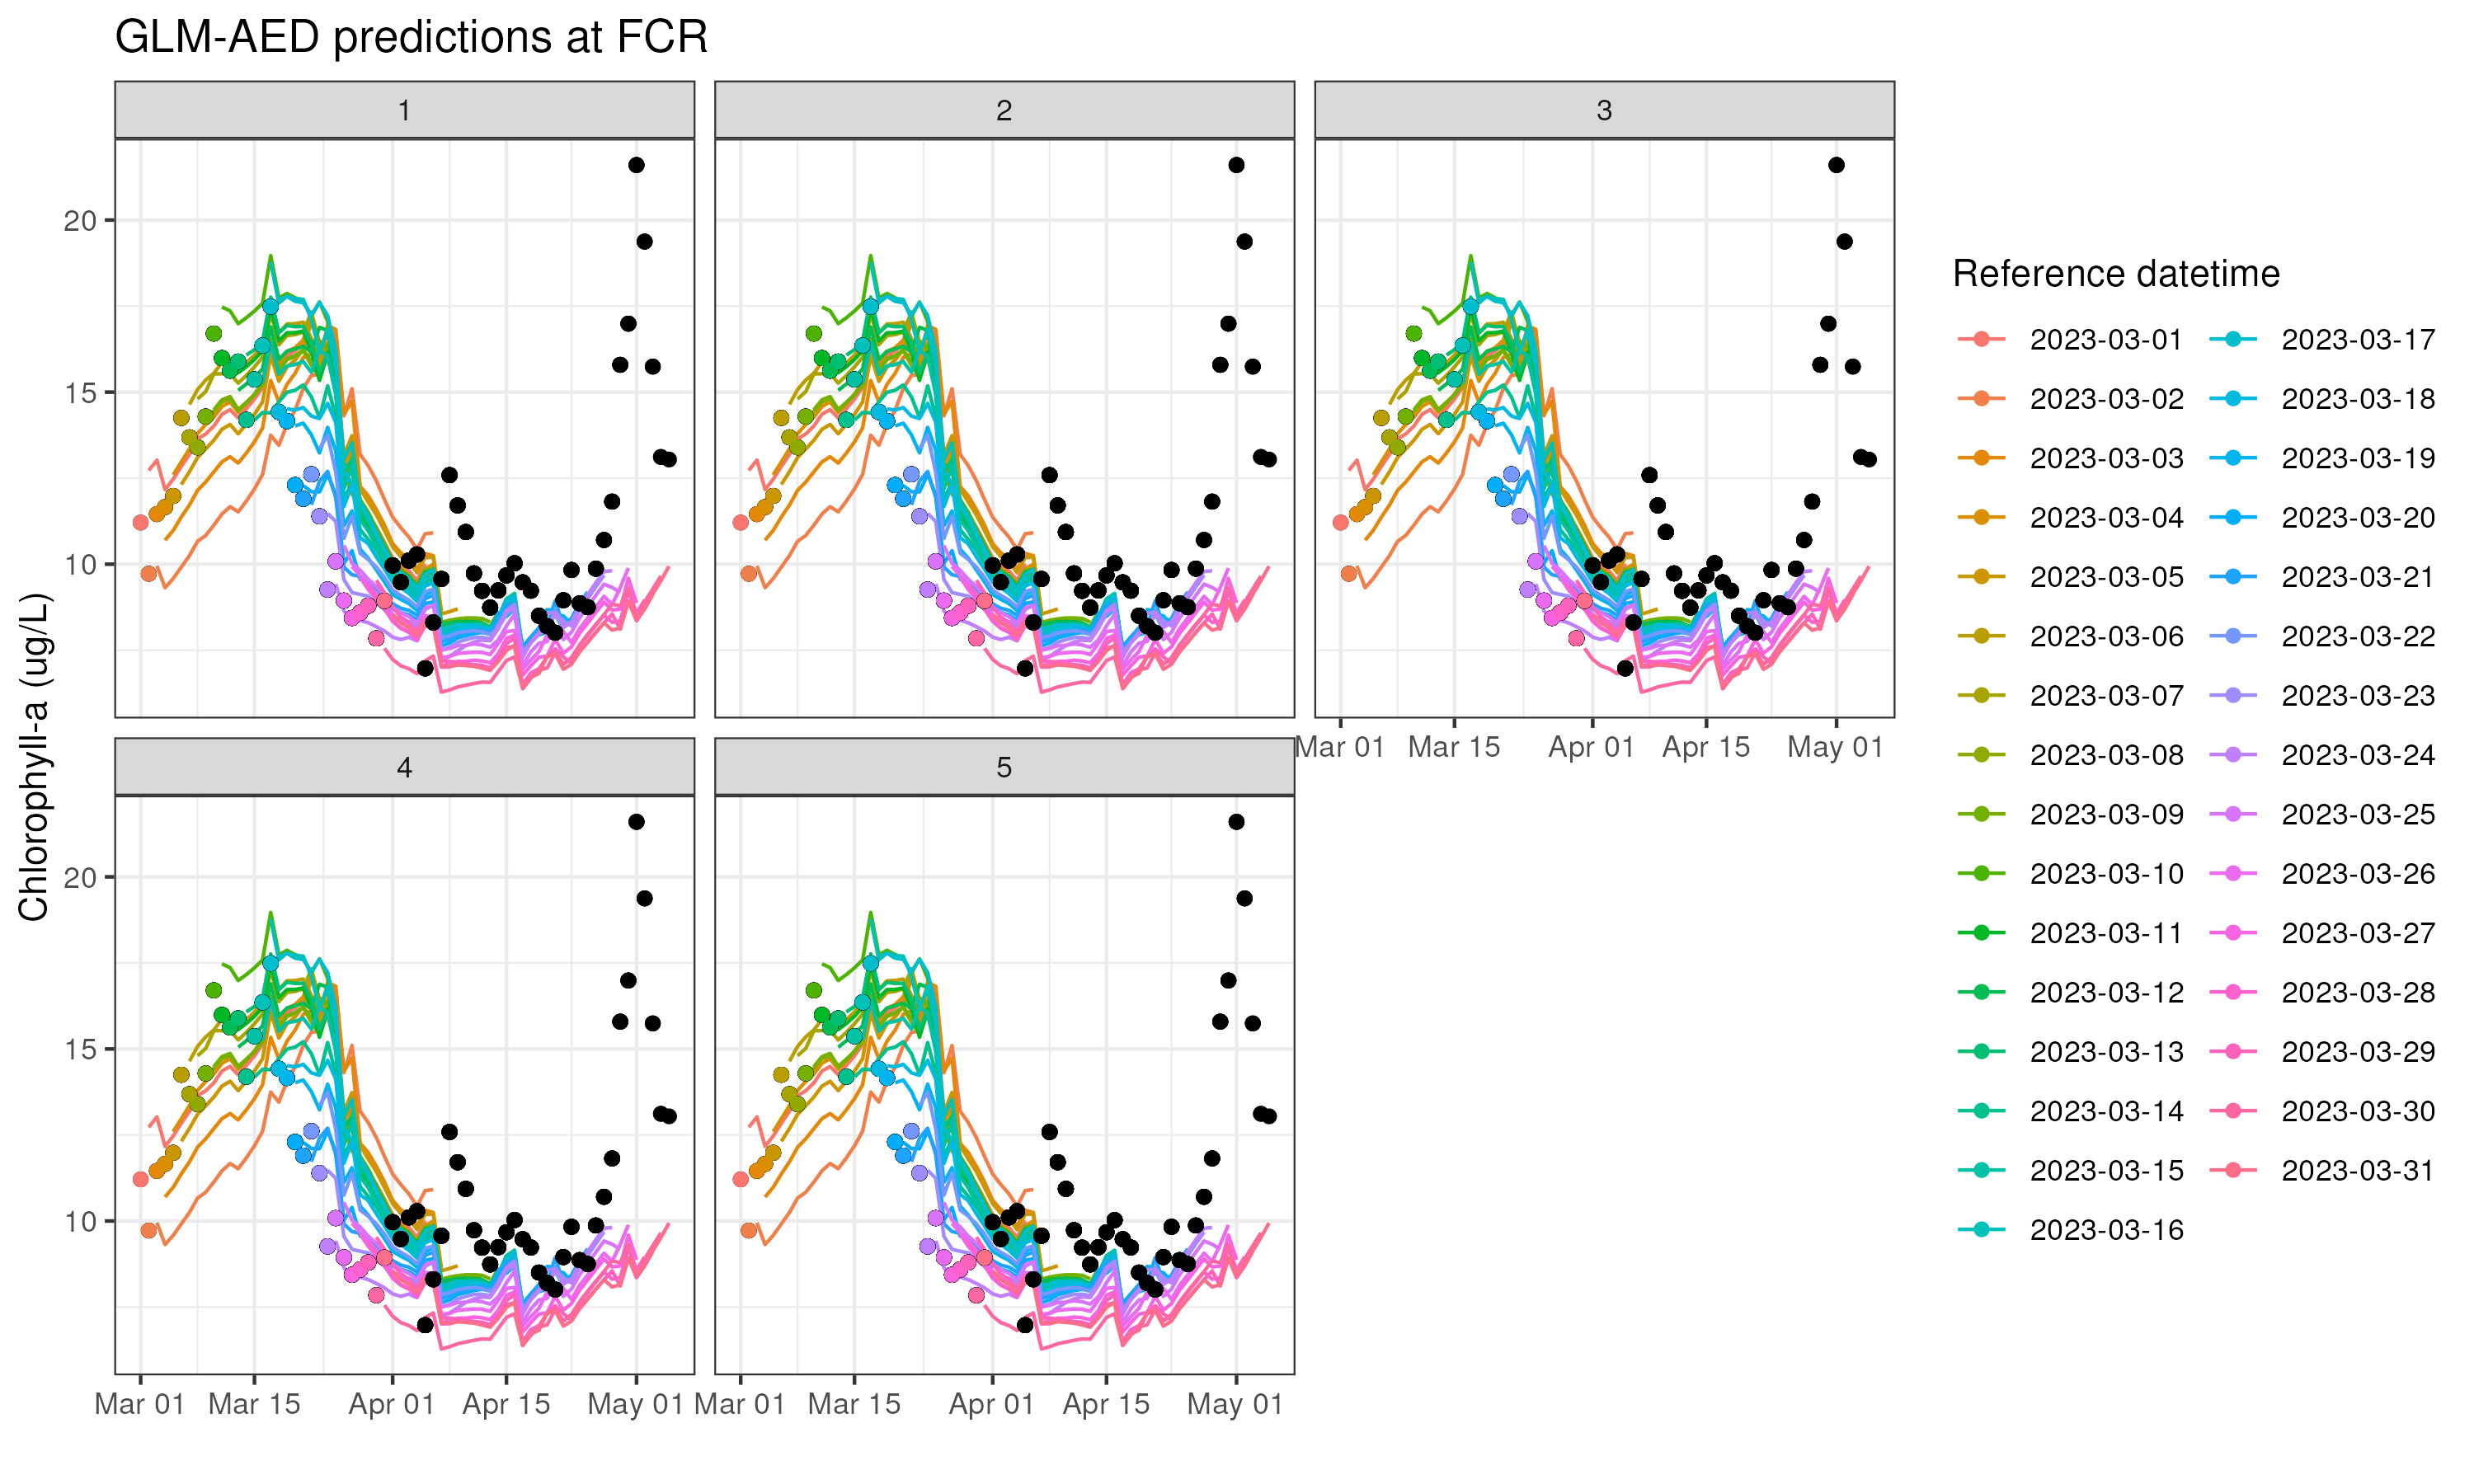 GLM-AED predictions at FCR
1
2
3
20
15
10
Mar 01
Mar 15
Apr 01
Apr 15
May 01
4
5
20
15
10
Mar 01
Mar 15
Apr 01
Apr 15
May 01
Mar 01
Mar 15
Apr 01
Apr 15
May 01
Chlorophyll-a (ug/L)
Reference datetime
2023-03-01
2023-03-02
2023-03-03
2023-03-04
2023-03-05
2023-03-06
2023-03-07
2023-03-08
2023-03-09
2023-03-10
2023-03-11
2023-03-12
2023-03-13
2023-03-14
2023-03-15
2023-03-16
2023-03-17
2023-03-18
2023-03-19
2023-03-20
2023-03-21
2023-03-22
2023-03-23
2023-03-24
2023-03-25
2023-03-26
2023-03-27
2023-03-28
2023-03-29
2023-03-30
2023-03-31